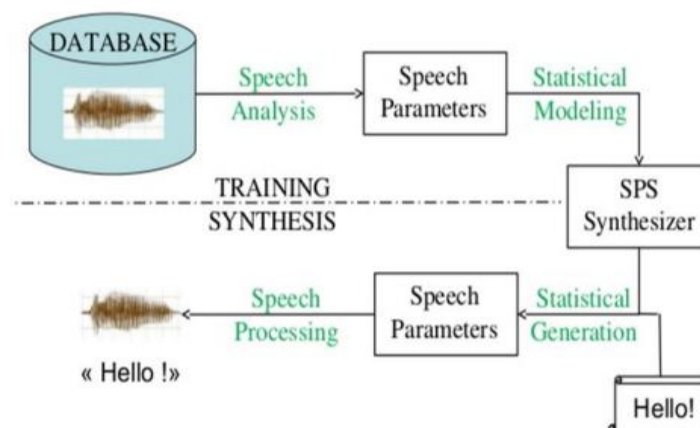 DATABASE
Speech
Analysis
Speech
Parameters
Statistical
Modeling
TRAINING
SYNTHESIS
SPS
Synthesizer
Speech
Processing
Speech
Parameters
Statistical
Generation
« Hello !»
Hello!